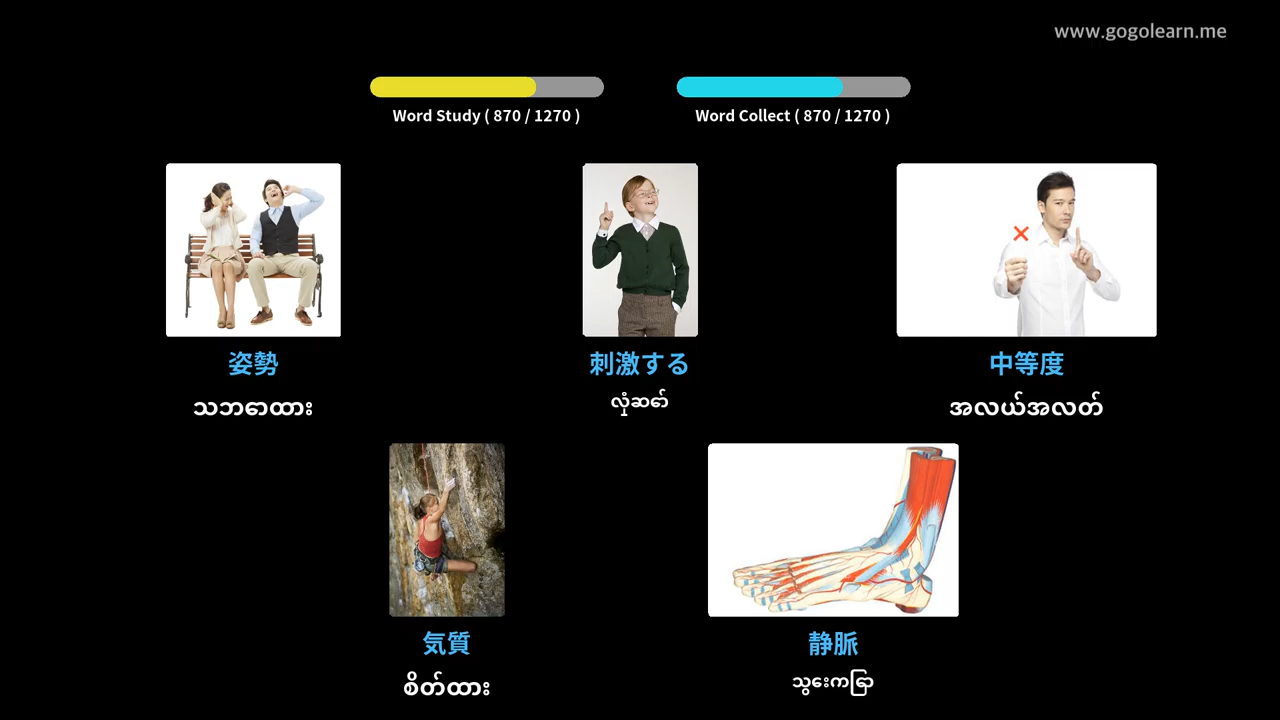 www.gogolearn.me
Word Study ( 870 / 1270 )
Word Collect ( 870 / 1270 )
姿勢
刺激する
中等度
သဘောထား
လှုံ့ဆော်
အလယ်အလတ်
気質
静脈
စိတ်ထား
သွေးကြော